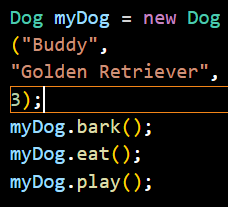 Dog myDog = new Dog
("Buddy",
"Golden Retriever",
3);
myDog.bark();
myDog.eat();
myDog.play();